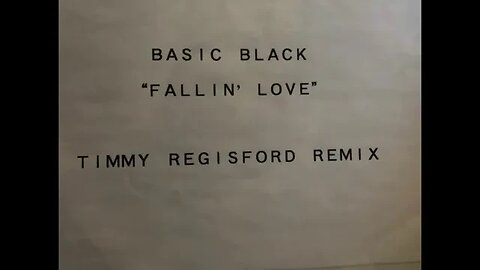 BASIC BLACK
“FALLIN’ LOVE”
TIMMY REGISFORD REMIX